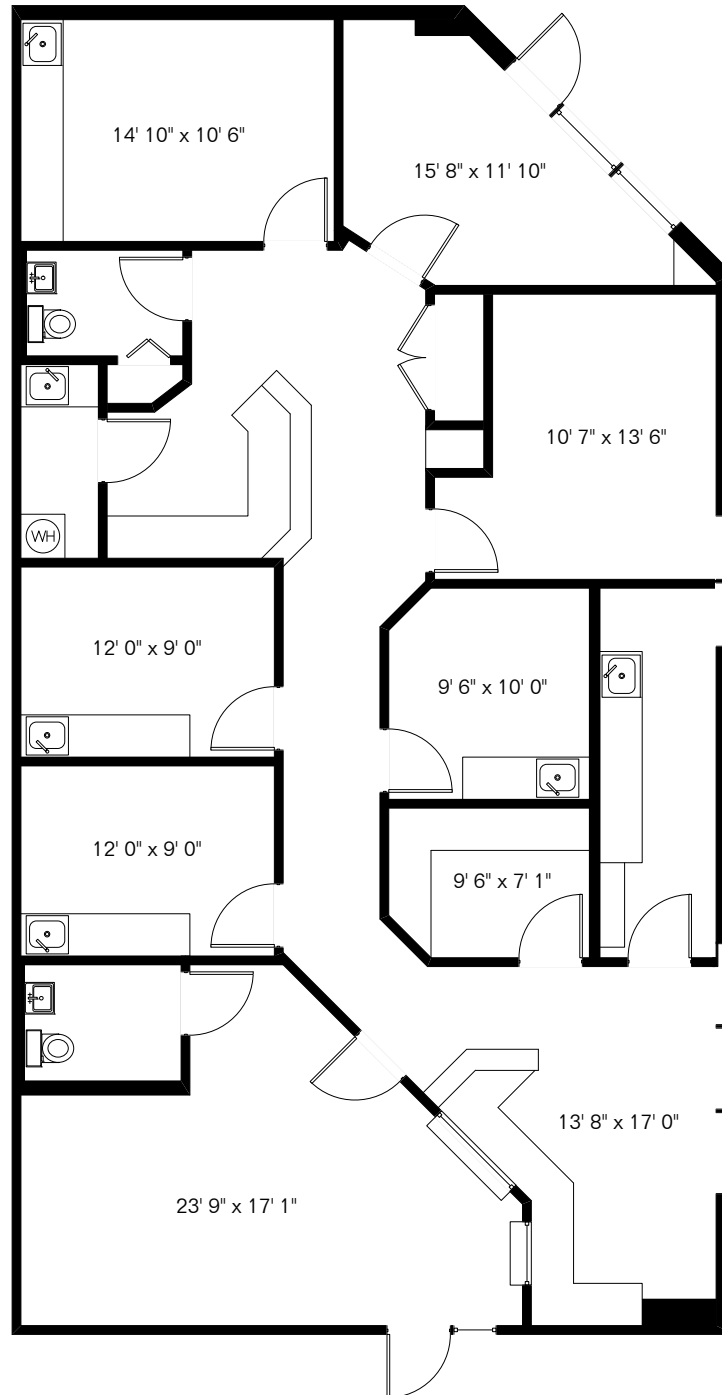 14' 10" x 10' 6"
15' 8" x 11' 10"
10' 7" x 13' 6"
WH
12' 0" x 9' 0"
9' 6" x 10' 0"
12' 0" x 9' 0"
9' 6" x 7' 1"
13' 8" x 17' 0"
23' 9" x 17' 1"